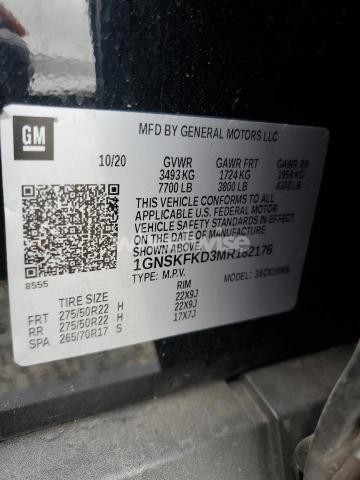 GM
MFD BY GENERAL MOTORS LLC
10/20 GVWR GAWR FRT GAWR RR
3493 KG 1724 KG 1950 KG
7700 LB 3800 LB 4300 LB
THIS VEHICLE CONFORMS TO ALL
APPLICABLE U.S. FEDERAL MOTOR
VEHICLE SAFETY STANDARDS IN EFFECT
ON THE DATE OF MANUFACTURE
SHOWN ABOVE.
1GNSKFKD3MR182176
8555 TYPE: M.P.V. MODEL:
TIRE SIZE RIM
FRT 275/50R22 H 22X9J
RR 275/50R22 H 22X9J
SPA 265/70R17 S 17X7J